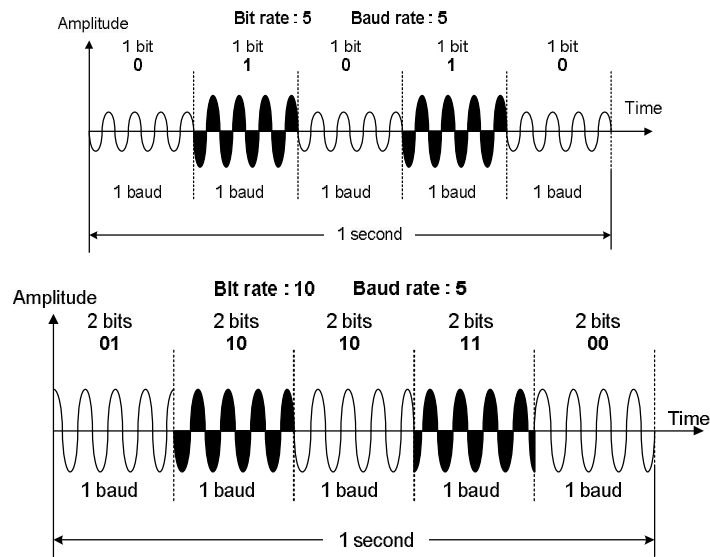 Bit rate : 5 Baud rate : 5
Amplitude
1 bit 1 bit 1 bit 1 bit 1 bit
0 1 0 1 0
Time
1 baud 1 baud 1 baud 1 baud 1 baud
1 second
Bit rate : 10 Baud rate : 5
Amplitude
2 bits 2 bits 2 bits 2 bits 2 bits
01 10 10 11 00
Time
1 baud 1 baud 1 baud 1 baud 1 baud
1 second